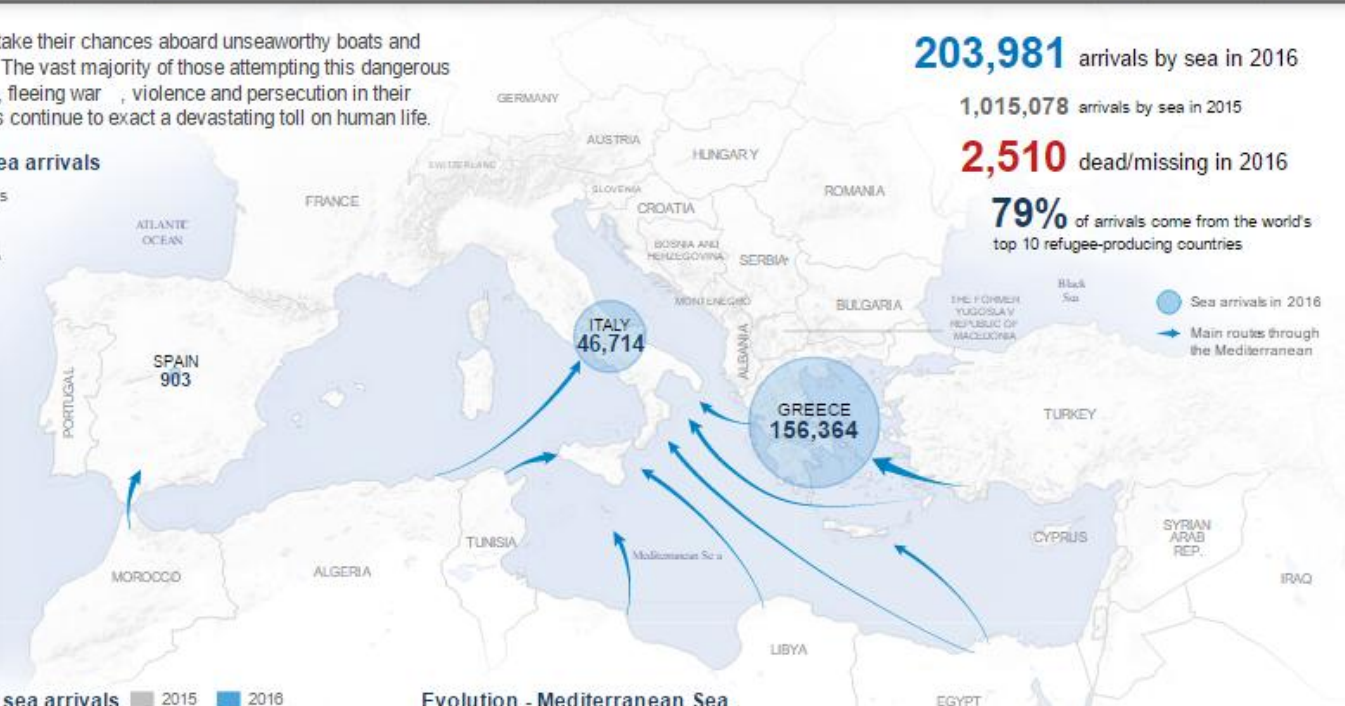 take their chances aboard unseaworthy boats and
The vast majority of those attempting this dangerous
, fleeing war , violence and persecution in their
s continue to exact a devastating toll on human life.
ea arrivals
s
203,981 arrivals by sea in 2016
1,015,078 arrivals by sea in 2015
2,510 dead/missing in 2016
79% of arrivals come from the world's
top 10 refugee-producing countries
Sea arrivals in 2016
Main routes through
the Mediterranean
GERMANY
AUSTRIA
HUNGARY
SWITZERLAND
SLOVENIA
ROMANIA
FRANCE
CROATIA
ATLANTIC
OCEAN
BOSNIA AND
HERZEGOVINA
SERBIA
MONTENEGRO
BULGARIA
THE FORMER
YUGOSLAV
REPUBLIC OF
MACEDONIA
Black
Sea
ITALY
46,714
ALBANIA
SPAIN
903
PORTUGAL
GREECE
156,364
TURKEY
TUNISIA
Mediterranean Sea
CYPRUS
SYRIAN
ARAB
REP.
MOROCCO
ALGERIA
IRAQ
LIBYA
EGYPT
sea arrivals 2015 2016
Evolution - Mediterranean Sea